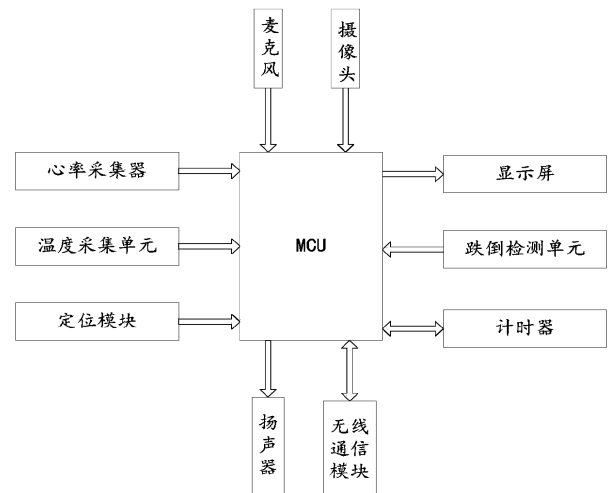 麦克风
摄像头
心率采集器
显示屏
温度采集单元
MCU
跌倒检测单元
定位模块
计时器
扬声器
无线
通信
模块